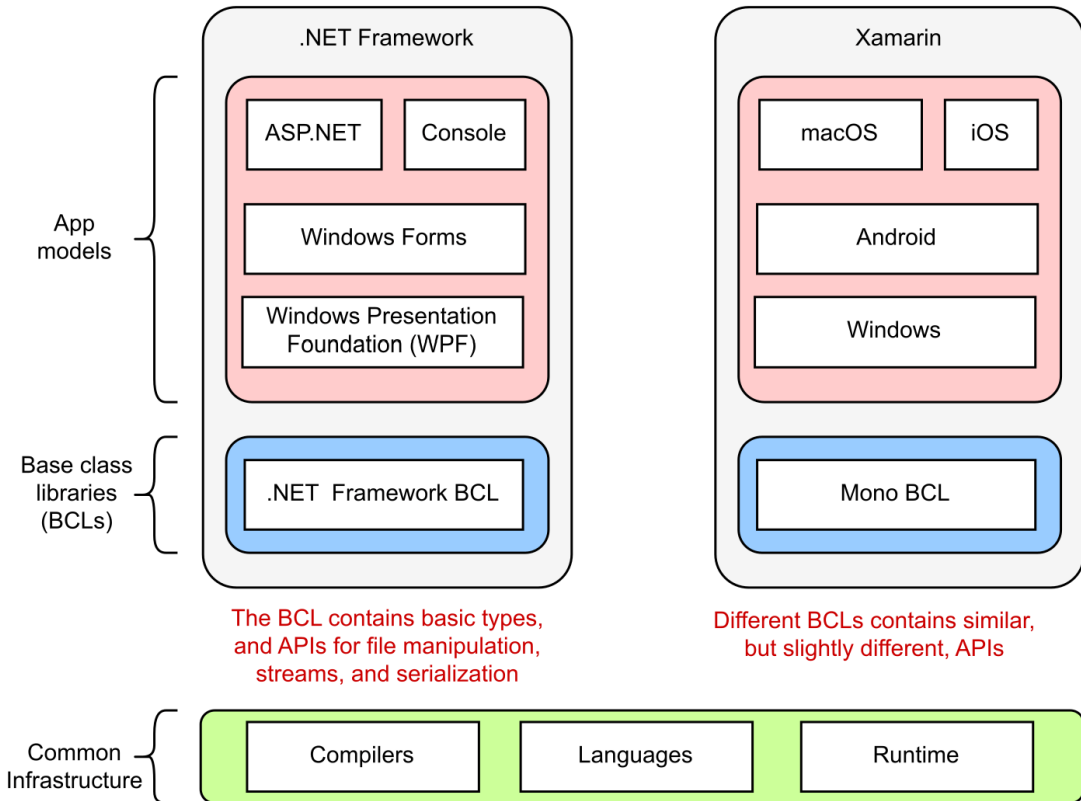 .NET Framework
Xamarin
App
models
ASP.NET
Console
Windows Forms
Windows Presentation
Foundation (WPF)
macOS
iOS
Android
Windows
Base class
libraries
(BCLs)
.NET Framework BCL
Mono BCL
The BCL contains basic types,
and APIs for file manipulation,
streams, and serialization
Different BCLs contains similar,
but slightly different, APIs
Common
Infrastructure
Compilers
Languages
Runtime